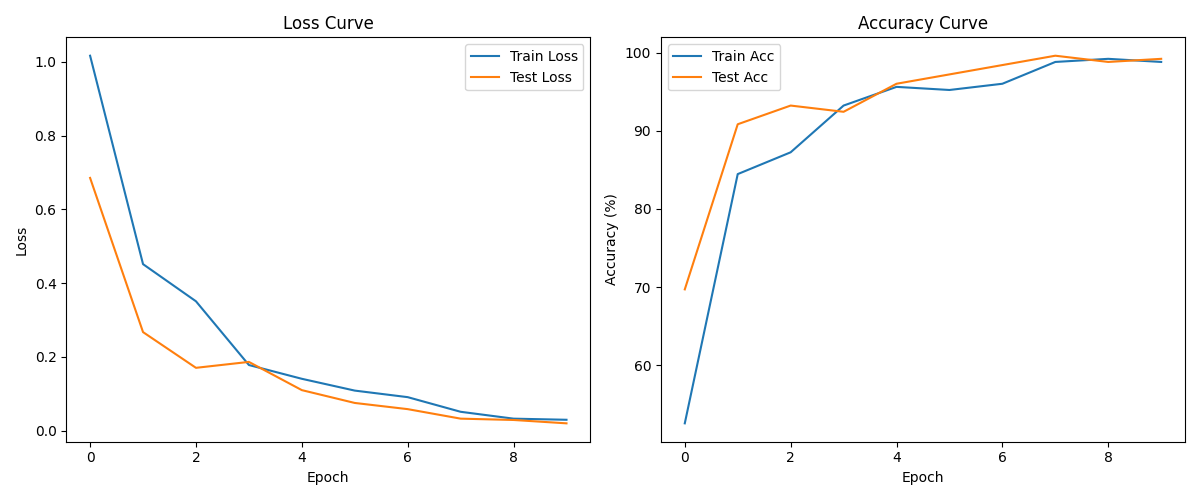 Loss Curve
Train Loss
Test Loss
1.0
0.8
0.6
0.4
0.2
0.0
Loss
0 2 4 6 8
Epoch
Accuracy Curve
Train Acc
Test Acc
100
90
80
70
60
Accuracy (%)
0 2 4 6 8
Epoch